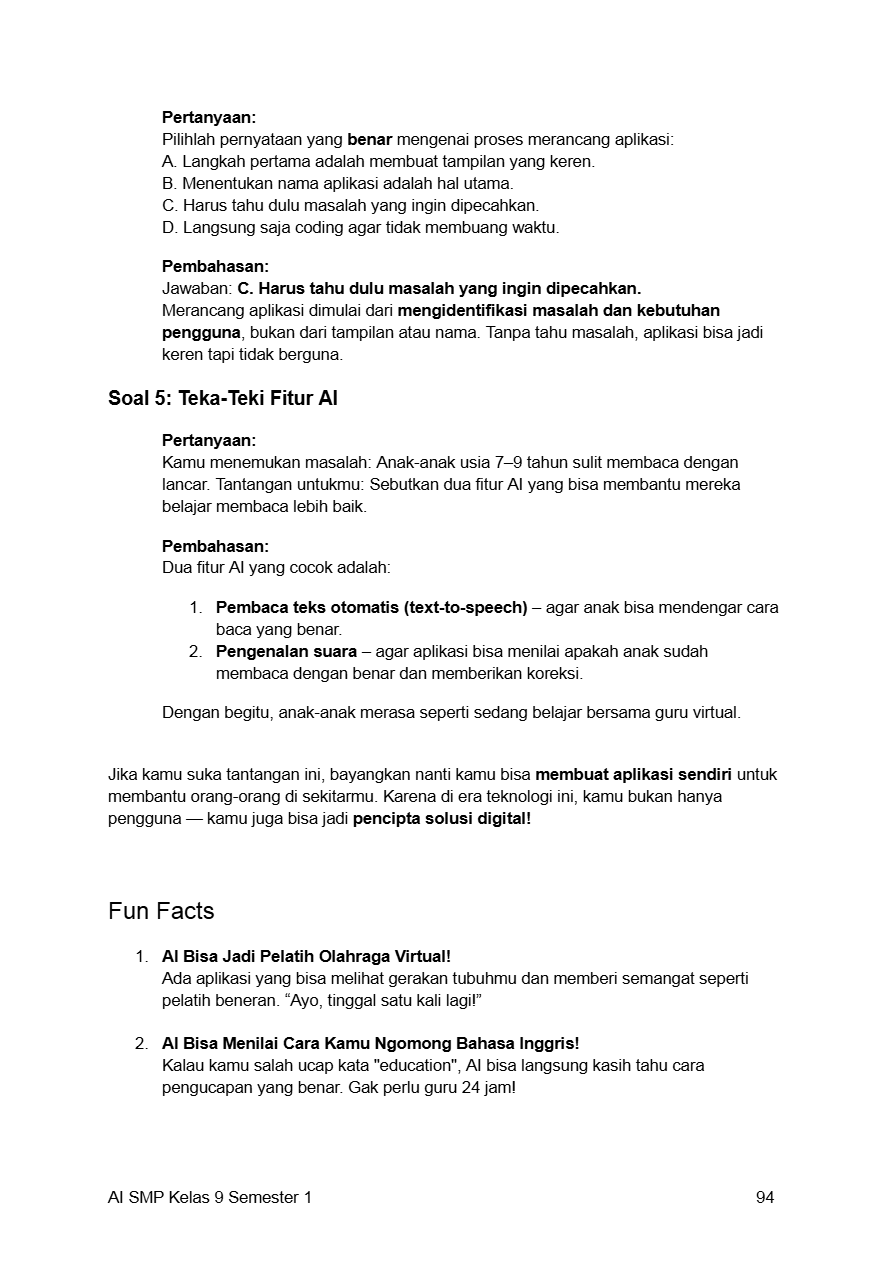 Pertanyaan:
Pilihlah pernyataan yang benar mengenai proses merancang aplikasi:
A. Langkah pertama adalah membuat tampilan yang keren.
B. Menentukan nama aplikasi adalah hal utama.
C. Harus tahu dulu masalah yang ingin dipecahkan.
D. Langsung saja coding agar tidak membuang waktu.
Pembahasan:
Jawaban: C. Harus tahu dulu masalah yang ingin dipecahkan.
Merancang aplikasi dimulai dari mengidentifikasi masalah dan kebutuhan
pengguna, bukan dari tampilan atau nama. Tanpa tahu masalah, aplikasi bisa jadi
keren tapi tidak berguna.
Soal 5: Teka-Teki Fitur AI
Pertanyaan:
Kamu menemukan masalah: Anak-anak usia 7–9 tahun sulit membaca dengan
lancar. Tantangan untukmu: Sebutkan dua fitur AI yang bisa membantu mereka
belajar membaca lebih baik.
Pembahasan:
Dua fitur AI yang cocok adalah:
1. Pembaca teks otomatis (text-to-speech) – agar anak bisa mendengar cara
baca yang benar.
2. Pengenalan suara – agar aplikasi bisa menilai apakah anak sudah
membaca dengan benar dan memberikan koreksi.
Dengan begitu, anak-anak merasa seperti sedang belajar bersama guru virtual.
Jika kamu suka tantangan ini, bayangkan nanti kamu bisa membuat aplikasi sendiri untuk
membantu orang-orang di sekitarmu. Karena di era teknologi ini, kamu bukan hanya
pengguna — kamu juga bisa jadi pencipta solusi digital!
Fun Facts
1. AI Bisa Jadi Pelatih Olahraga Virtual!
Ada aplikasi yang bisa melihat gerakan tubuhmu dan memberi semangat seperti
pelatih beneran. “Ayo, tinggal satu kali lagi!”
2. AI Bisa Menilai Cara Kamu Ngomong Bahasa Inggris!
Kalau kamu salah ucap kata "education", AI bisa langsung kasih tahu cara
pengucapan yang benar. Gak perlu guru 24 jam!
AI SMP Kelas 9 Semester 1 94